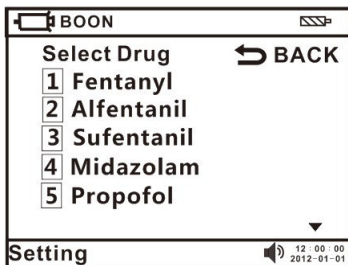 BOON
Select Drug
BACK
1 Fentanyl
2 Alfentanil
3 Sufentanil
4 Midazolam
5 Propofol
Setting
12:00:00
2012-01-01